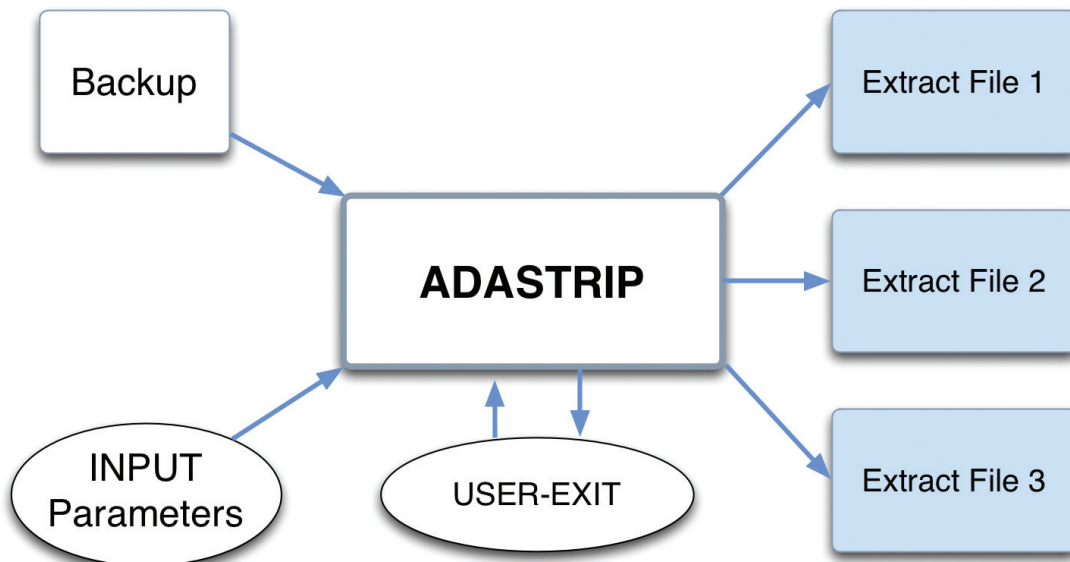 Backup
Extract File 1
ADASTRIP
Extract File 2
INPUT
Parameters
USER-EXIT
Extract File 3